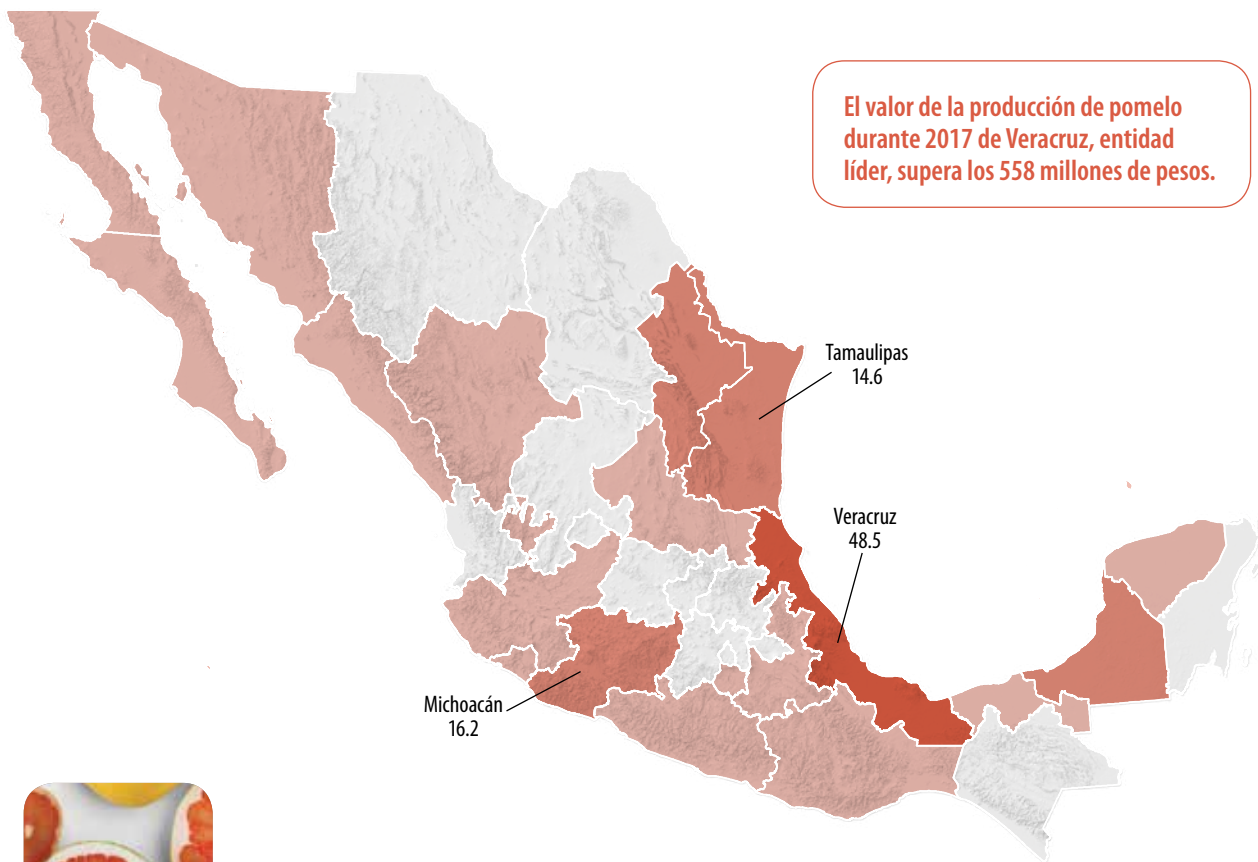 El valor de la producción de pomelo
durante 2017 de Veracruz, entidad
líder, supera los 558 millones de pesos.
Tamaulipas
14.6
Veracruz
48.5
Michoacán
16.2